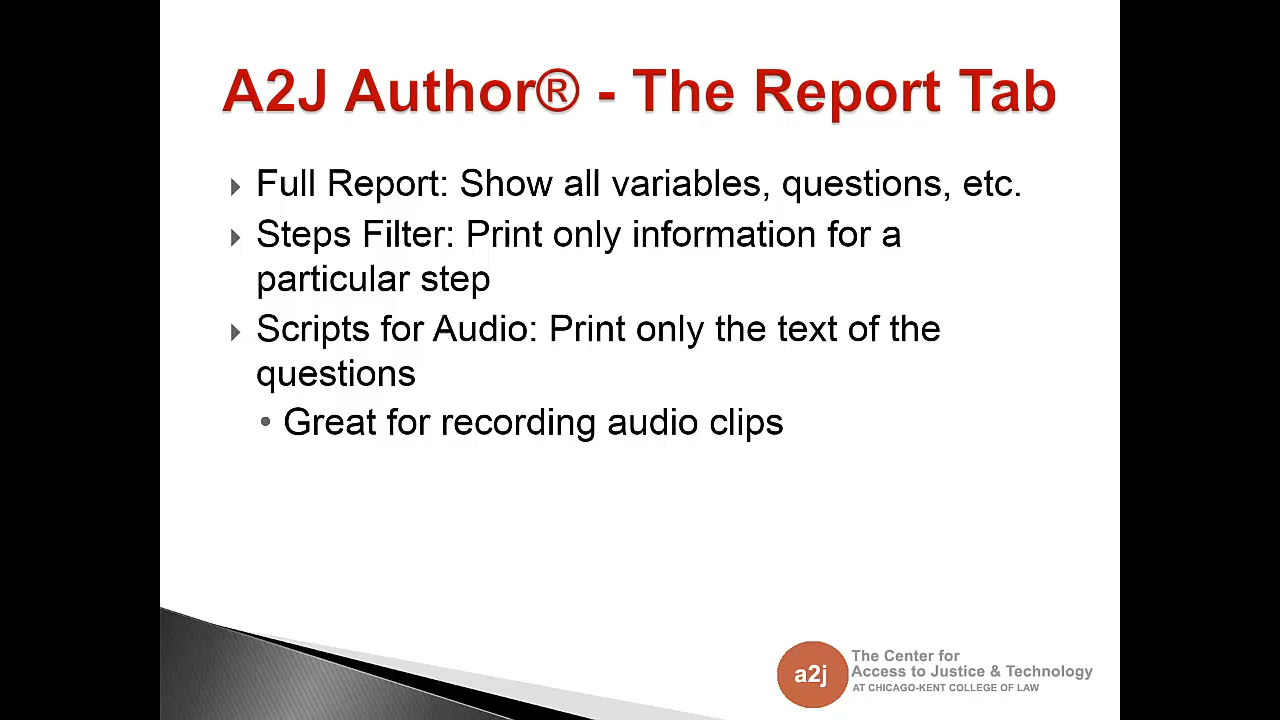 A2J Author® - The Report Tab
Full Report: Show all variables, questions, etc.
Steps Filter: Print only information for a
particular step
Scripts for Audio: Print only the text of the
questions
Great for recording audio clips
a2j
The Center for
Access to Justice & Technology
AT CHICAGO-KENT COLLEGE OF LAW